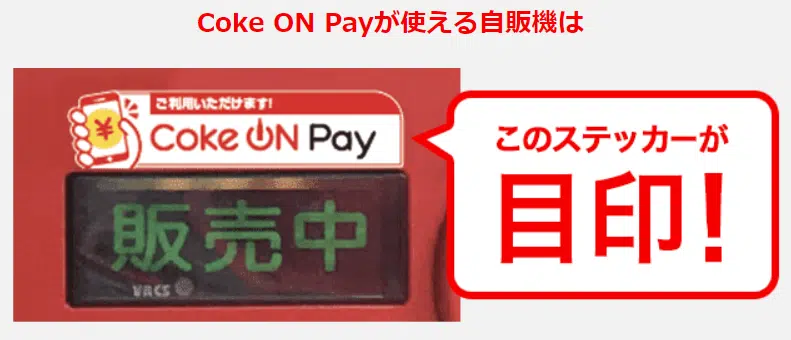 Coke ON Payが使える自販機は
ご利用いただけます!
Coke ON Pay
販売中
VACS
このステッカーが
目印!